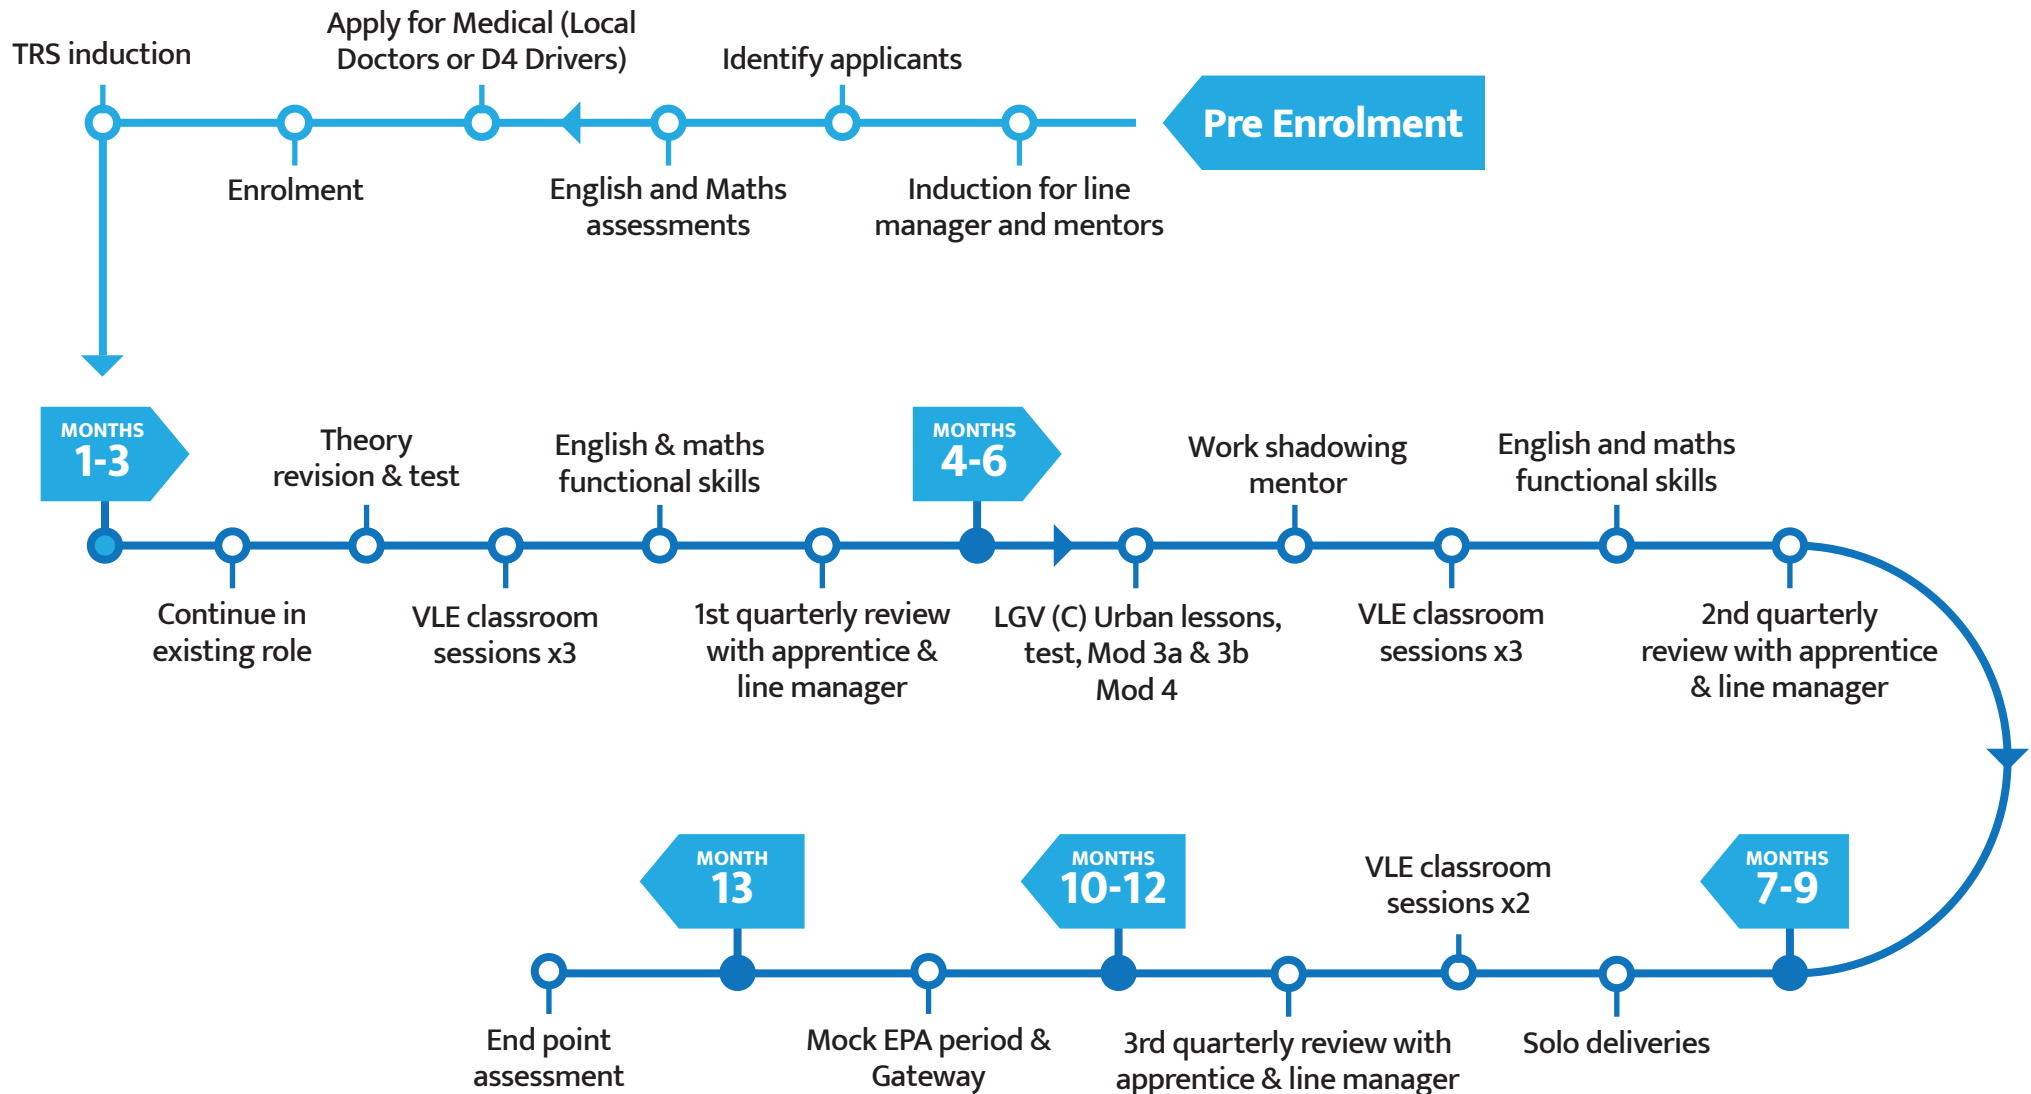 Pre Enrolment
Induction for line
manager and mentors
Identify applicants
English and Maths
assessments
Apply for Medical (Local
Doctors or D4 Drivers)
Enrolment
TRS induction
MONTHS
1-3
Continue in
existing role
Theory
revision & test
VLE classroom
sessions x3
English & maths
functional skills
1st quarterly review
with apprentice &
line manager
MONTHS
4-6
LGV (C) Urban lessons,
test, Mod 3a & 3b
Mod 4
Work shadowing
mentor
VLE classroom
sessions x3
English and maths
functional skills
2nd quarterly
review with apprentice
& line manager
MONTHS
7-9
Solo deliveries
VLE classroom
sessions x2
3rd quarterly review with
apprentice & line manager
MONTHS
10-12
Mock EPA period &
Gateway
MONTH
13
End point
assessment